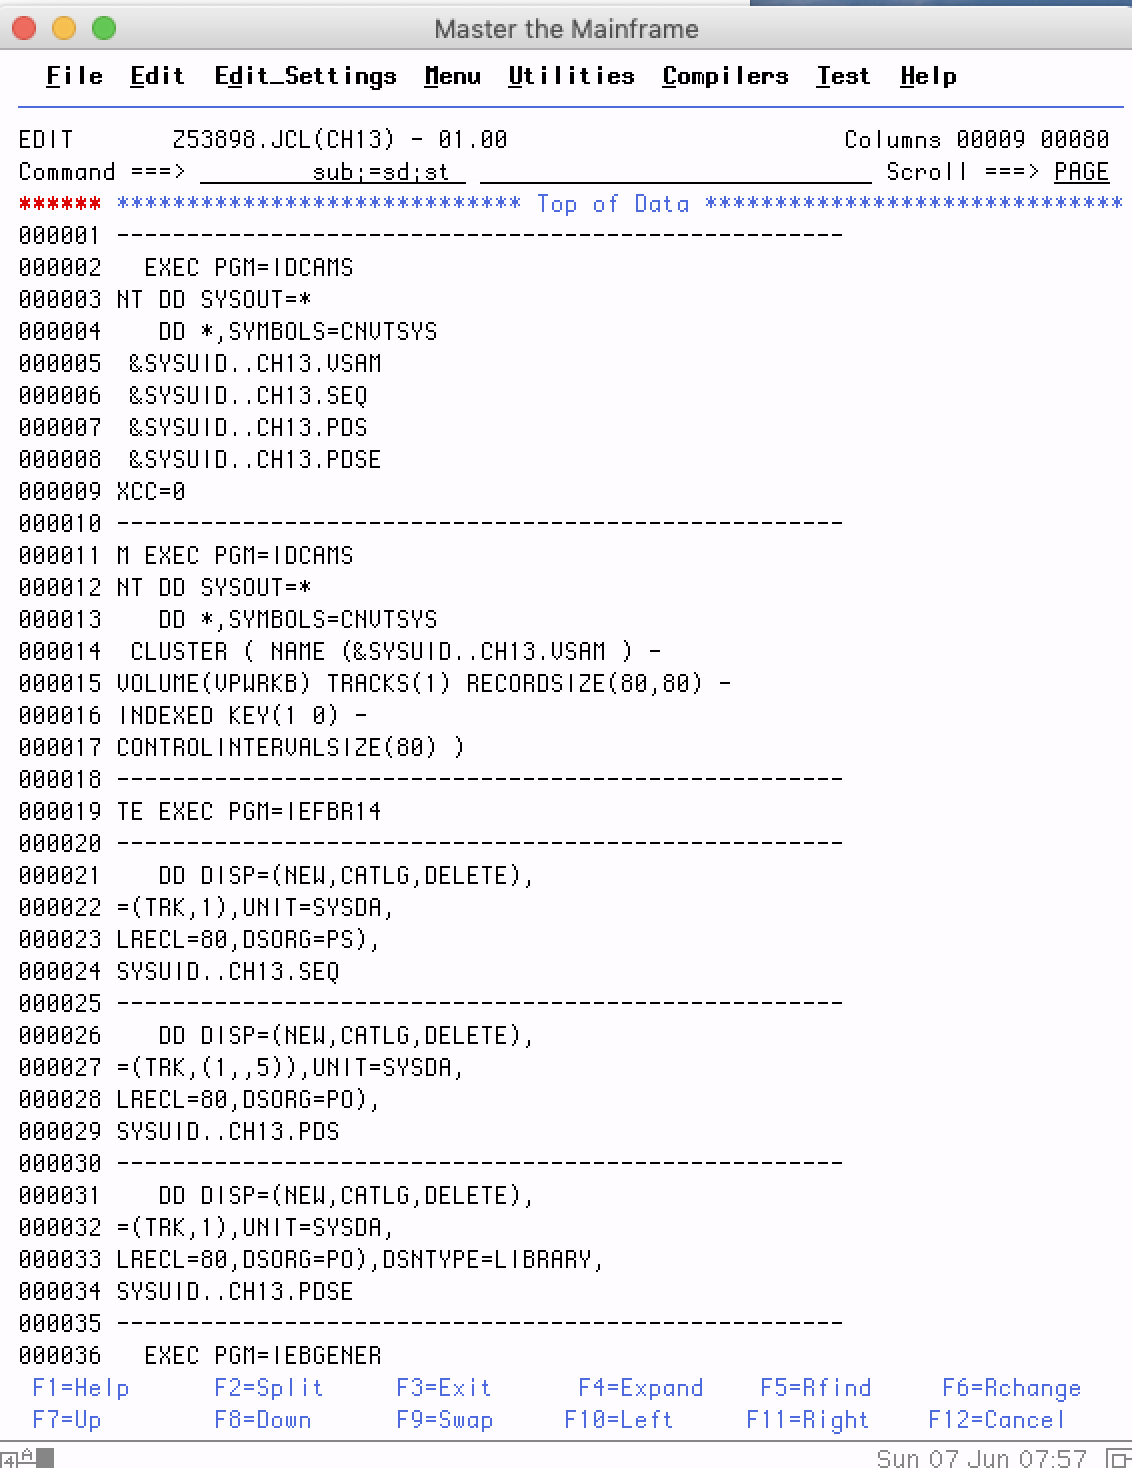 Master the Mainframe
File Edit Edit_Settings Menu Utilities Compilers Test Help
EDIT Z53898.JCL(CH13) - 01.00 Columns 00009 00080
Command ===> sub;=sd;st Scroll ===> PAGE
****** ***************************** Top of Data ******************************
000001 ----------------------------------------------------
000002 EXEC PGM=IDCAMS
000003 NT DD SYSOUT=*
000004 DD *,SYMBOLS=CNVTSYS
000005 &SYSUID..CH13.VSAM
000006 &SYSUID..CH13.SEQ
000007 &SYSUID..CH13.PDS
000008 &SYSUID..CH13.PDSE
000009 XCC=0
000010 ----------------------------------------------------
000011 M EXEC PGM=IDCAMS
000012 NT DD SYSOUT=*
000013 DD *,SYMBOLS=CNVTSYS
000014 CLUSTER ( NAME (&SYSUID..CH13.VSAM ) -
000015 VOLUME(VPWRKB) TRACKS(1) RECORDSIZE(80,80) -
000016 INDEXED KEY(1 0) -
000017 CONTROLINTERVALSIZE(80) )
000018 ----------------------------------------------------
000019 TE EXEC PGM=IEFBR14
000020 ----------------------------------------------------
000021 DD DISP=(NEW,CATLG,DELETE),
000022 =(TRK,1),UNIT=SYSDA,
000023 LRECL=80,DSORG=PS),
000024 SYSUID..CH13.SEQ
000025 ----------------------------------------------------
000026 DD DISP=(NEW,CATLG,DELETE),
000027 =(TRK,(1,,5)),UNIT=SYSDA,
000028 LRECL=80,DSORG=PO),
000029 SYSUID..CH13.PDS
000030 ----------------------------------------------------
000031 DD DISP=(NEW,CATLG,DELETE),
000032 =(TRK,1),UNIT=SYSDA,
000033 LRECL=80,DSORG=PO),DSNTYPE=LIBRARY,
000034 SYSUID..CH13.PDSE
000035 ----------------------------------------------------
000036 EXEC PGM=IEBGENER
F1=Help F2=Split F3=Exit F4=Expand F5=Rfind F6=Rchange
F7=Up F8=Down F9=Swap F10=Left F11=Right F12=Cancel
4A Sun 07 Jun 07:57